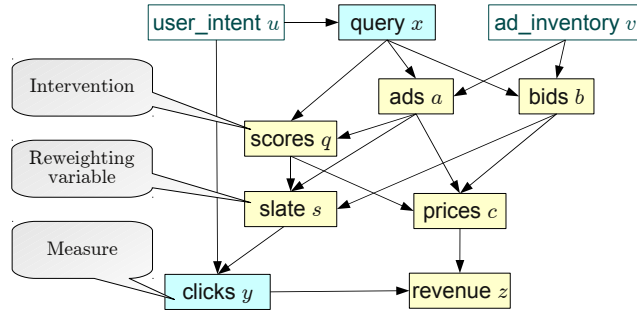 user_intent u
query x
ad_inventory v
Intervention
ads a
bids b
scores q
Reweighting
variable
slate s
prices c
Measure
clicks y
revenue z